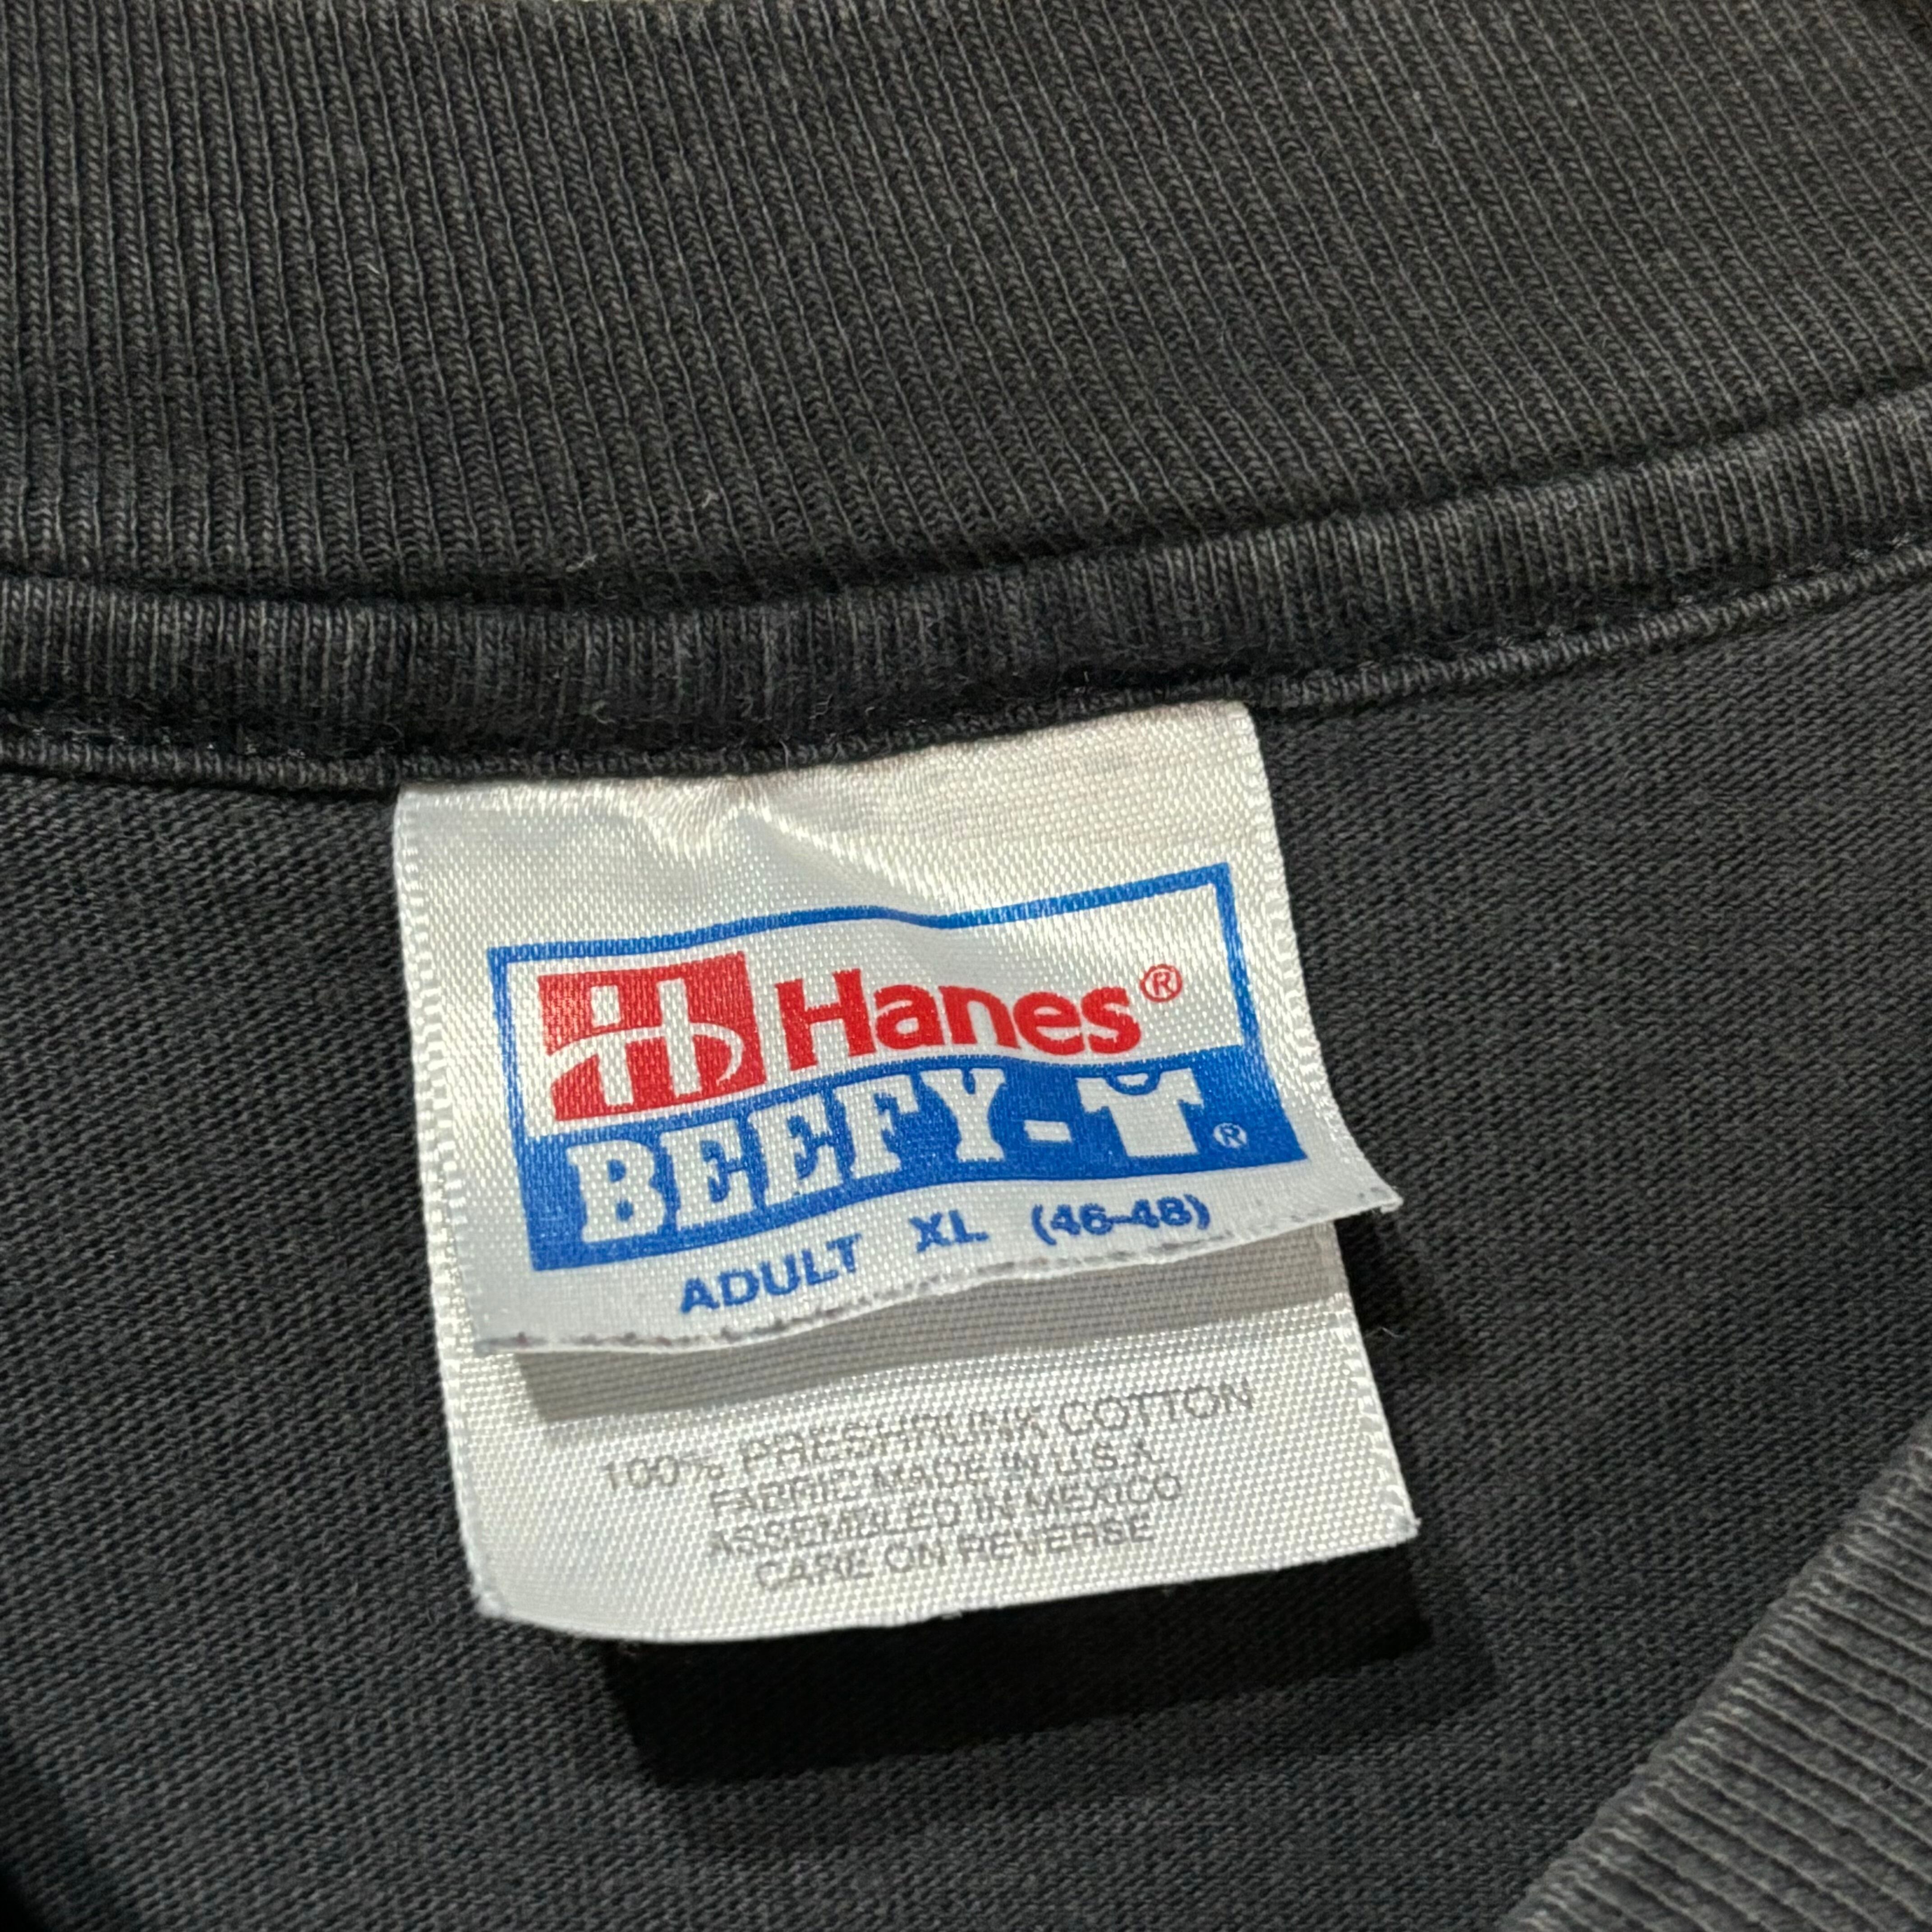 Hanes®
BEEFY-T®
ADULT XL (46-48)
100% PRESHRUNK COTTON
FABRIC MADE IN U.S.A.
ASSEMBLED IN MEXICO
CARE ON REVERSE